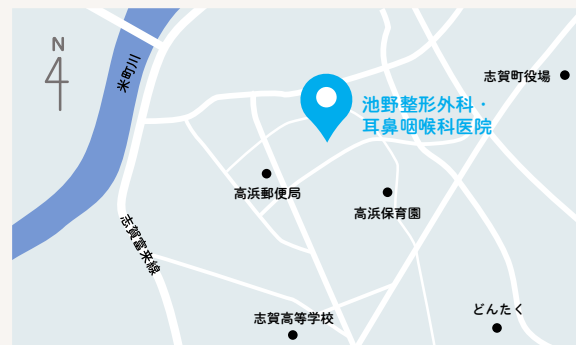 N
米町川
志賀町役場
池野整形外科・
耳鼻咽喉科医院
高浜郵便局
高浜保育園
志賀富来線
どんたく
志賀高等学校